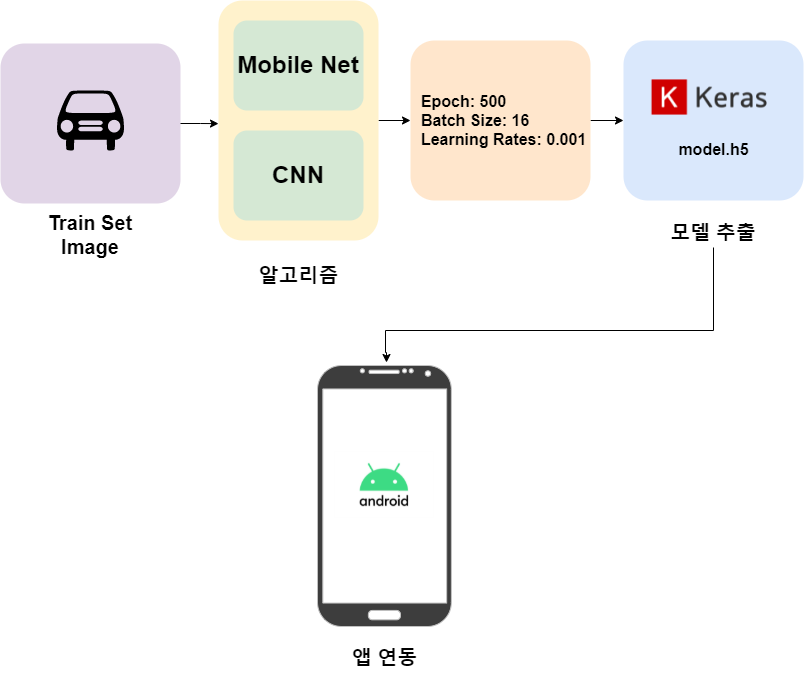 Train Set
Image
Mobile Net
CNN
알고리즘
Epoch: 500
Batch Size: 16
Learning Rates: 0.001
K Keras
model.h5
모델 추출
android
앱 연동